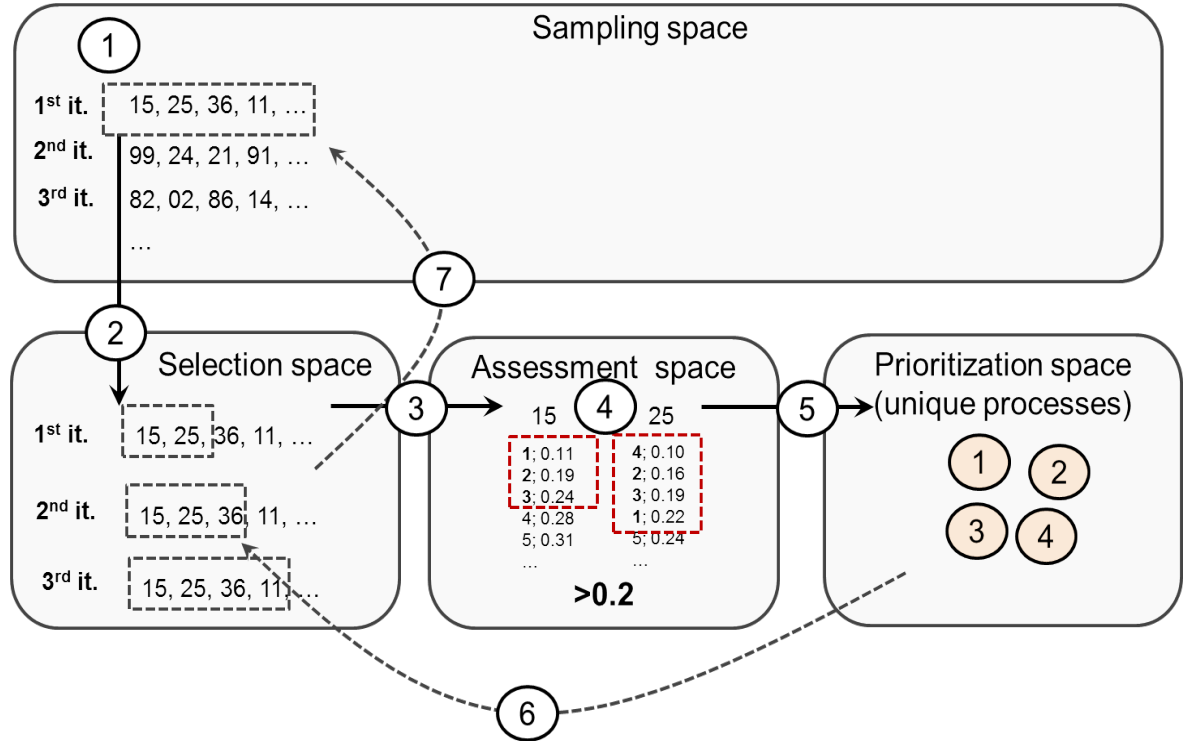 Sampling space
1
1st it. 15, 25, 36, 11, …
2nd it. 99, 24, 21, 91, …
3rd it. 82, 02, 86, 14, …
…
7
2
Selection space
1st it. 15, 25, 36, 11, …
2nd it. 15, 25, 36, 11, …
3rd it. 15, 25, 36, 11, …
3
Assessment space
4
15 25
1; 0.11 4; 0.10
2; 0.19 2; 0.16
3; 0.24 3; 0.19
4; 0.28 1; 0.22
5; 0.31 5; 0.24
… …
>0.2
5
Prioritization space
(unique processes)
1 2
3 4
6